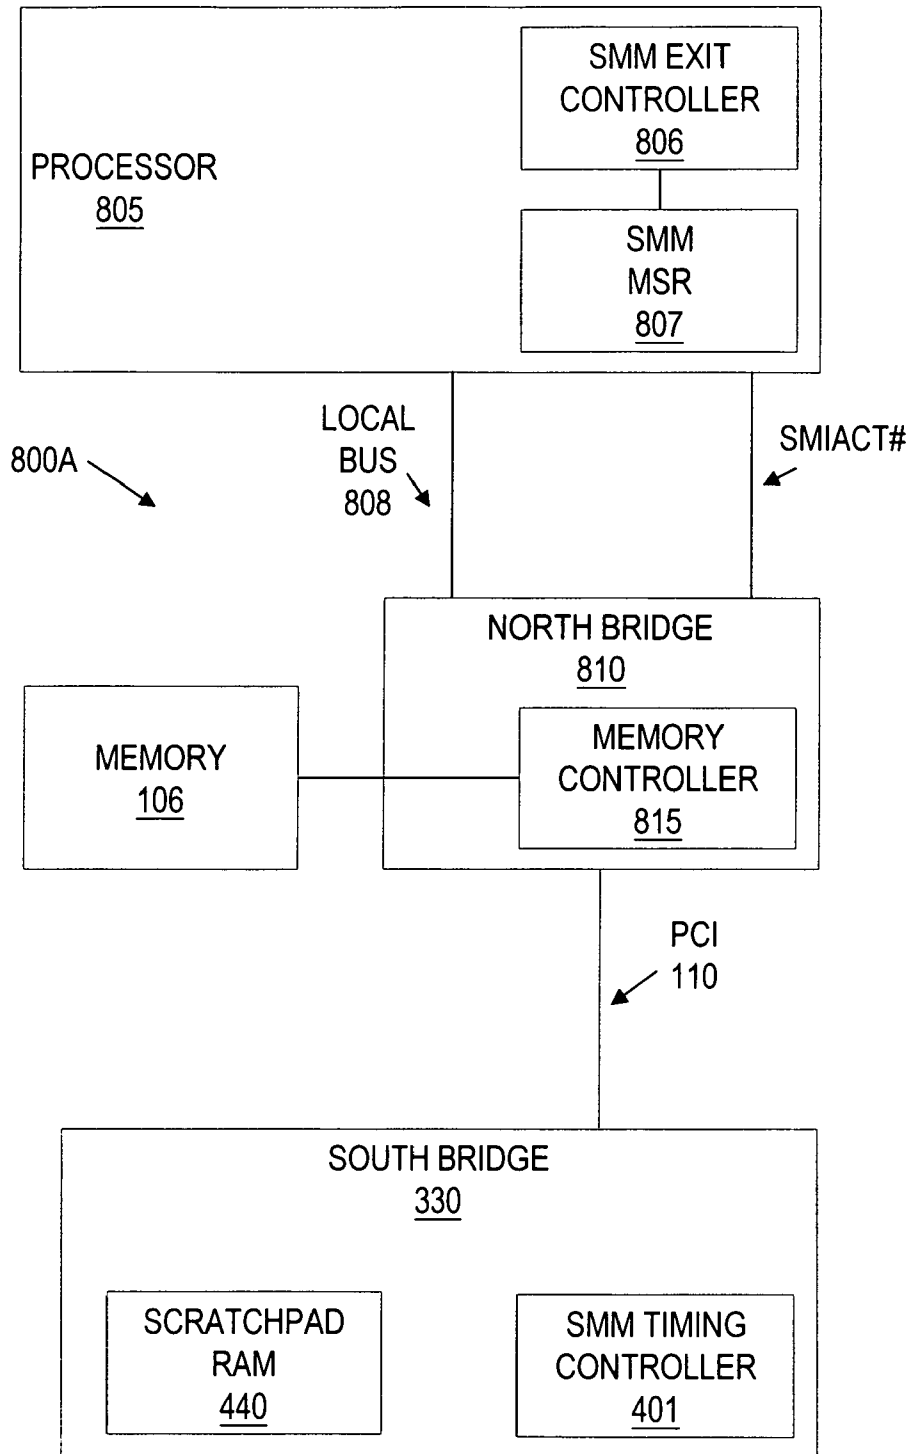 SMM EXIT
CONTROLLER
806
PROCESSOR
805
SMM
MSR
807
LOCAL
BUS
808
SMIACT#
800A
NORTH BRIDGE
810
MEMORY
CONTROLLER
815
MEMORY
106
PCI
110
SOUTH BRIDGE
330
SCRATCHPAD
RAM
440
SMM TIMING
CONTROLLER
401